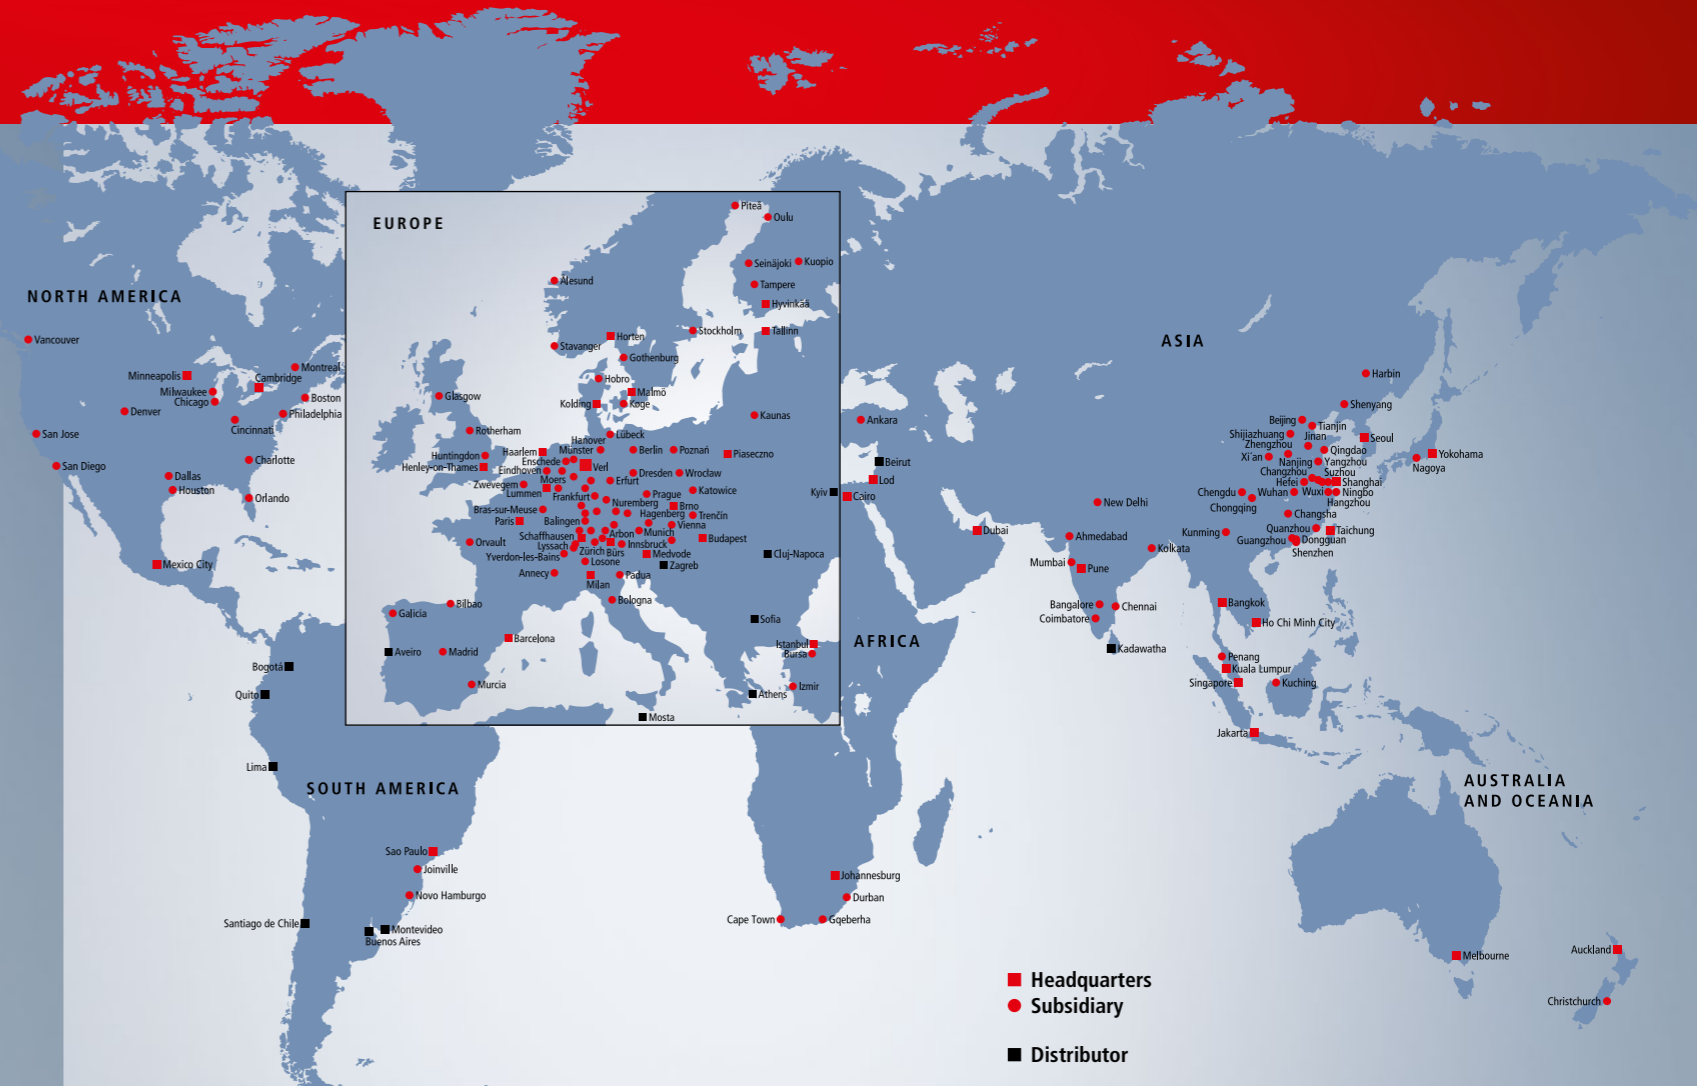 EUROPE
Piteå
Oulu
Seinäjoki
Kuopio
Tampere
Hyvinkää
Tallinn
Ålesund
Stavanger
Horten
Stockholm
Gothenburg
Hobro
Malmö
Kolding
Køge
Kaunas
Glasgow
Rotherham
Huntingdon
Henley-on-Thames
Haarlem
Hanover
Lübeck
Münster
Berlin
Poznań
Piaseczno
Enschede
Eindhoven
Verl
Dresden
Wrocław
Moers
Zwevegem
Lummen
Erfurt
Katowice
Kyiv
Frankfurt
Prague
Nuremberg
Brno
Bras-sur-Meuse
Hagenberg
Trenčín
Paris
Balingen
Vienna
Munich
Arbon
Schaffhausen
Budapest
Orvault
Lyssach
Zürich
Bürs
Innsbruck
Yverdon-les-Bains
Medvode
Cluj-Napoca
Losone
Zagreb
Annecy
Milan
Padua
Bologna
Bilbao
Galicia
Sofia
Barcelona
Istanbul
Bursa
Aveiro
Madrid
Murcia
Izmir
Athens
Mosta
NORTH AMERICA
Vancouver
Montreal
Minneapolis
Cambridge
Milwaukee
Chicago
Boston
Denver
Philadelphia
Cincinnati
San Jose
San Diego
Charlotte
Dallas
Houston
Orlando
Mexico City
Bogotá
Quito
Lima
SOUTH AMERICA
Sao Paulo
Joinville
Novo Hamburgo
Santiago de Chile
Montevideo
Buenos Aires
AFRICA
Cairo
Johannesburg
Durban
Cape Town
Gqeberha
ASIA
Ankara
Beirut
Lod
Dubai
Harbin
Shenyang
Beijing
Tianjin
Shijiazhuang
Jinan
Seoul
Zhengzhou
Qingdao
Yokohama
Xi´an
Nanjing
Yangzhou
Nagoya
Changzhou
Suzhou
Hefei
Shanghai
Chengdu
Wuhan
Wuxi
Ningbo
Chongqing
Hangzhou
New Delhi
Changsha
Kunming
Quanzhou
Taichung
Guangzhou
Dongguan
Shenzhen
Ahmedabad
Kolkata
Mumbai
Pune
Bangalore
Chennai
Coimbatore
Kadawatha
Bangkok
Ho Chi Minh City
Penang
Kuala Lumpur
Singapore
Kuching
Jakarta
AUSTRALIA
AND OCEANIA
Melbourne
Auckland
Christchurch
Headquarters
Subsidiary
Distributor